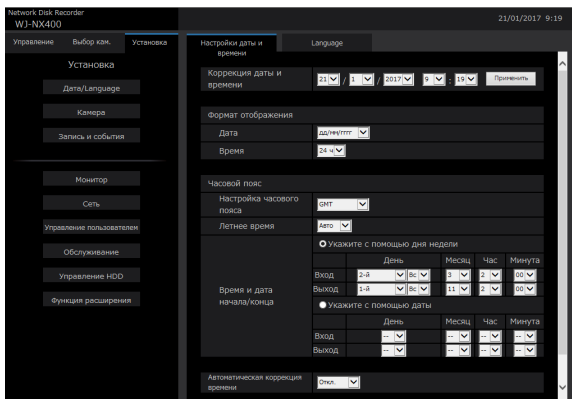 Network Disk Recorder
WJ-NX400
21/01/2017 9:19
Управление Выбор кам. Установка
Настройки даты и времени
Language
Установка
Дата/Language
Камера
Запись и события
Монитор
Сеть
Управление пользователем
Обслуживание
Управление HDD
Функция расширения
Коррекция даты и времени
21 / 1 / 2017 9 : 19 Применить
Формат отображения
Дата дд/мм/гггг
Время 24 ч
Часовой пояс
Настройка часового пояса GMT
Летнее время Авто
Время и дата начала/конца
Укажите с помощью дня недели
День Месяц Час Минута
Вход 2-й Вс 3 2 00
Выход 1-й Вс 11 2 00
Укажите с помощью даты
День Месяц Час Минута
Вход -- -- -- --
Выход -- -- -- --
Автоматическая коррекция времени Откл.